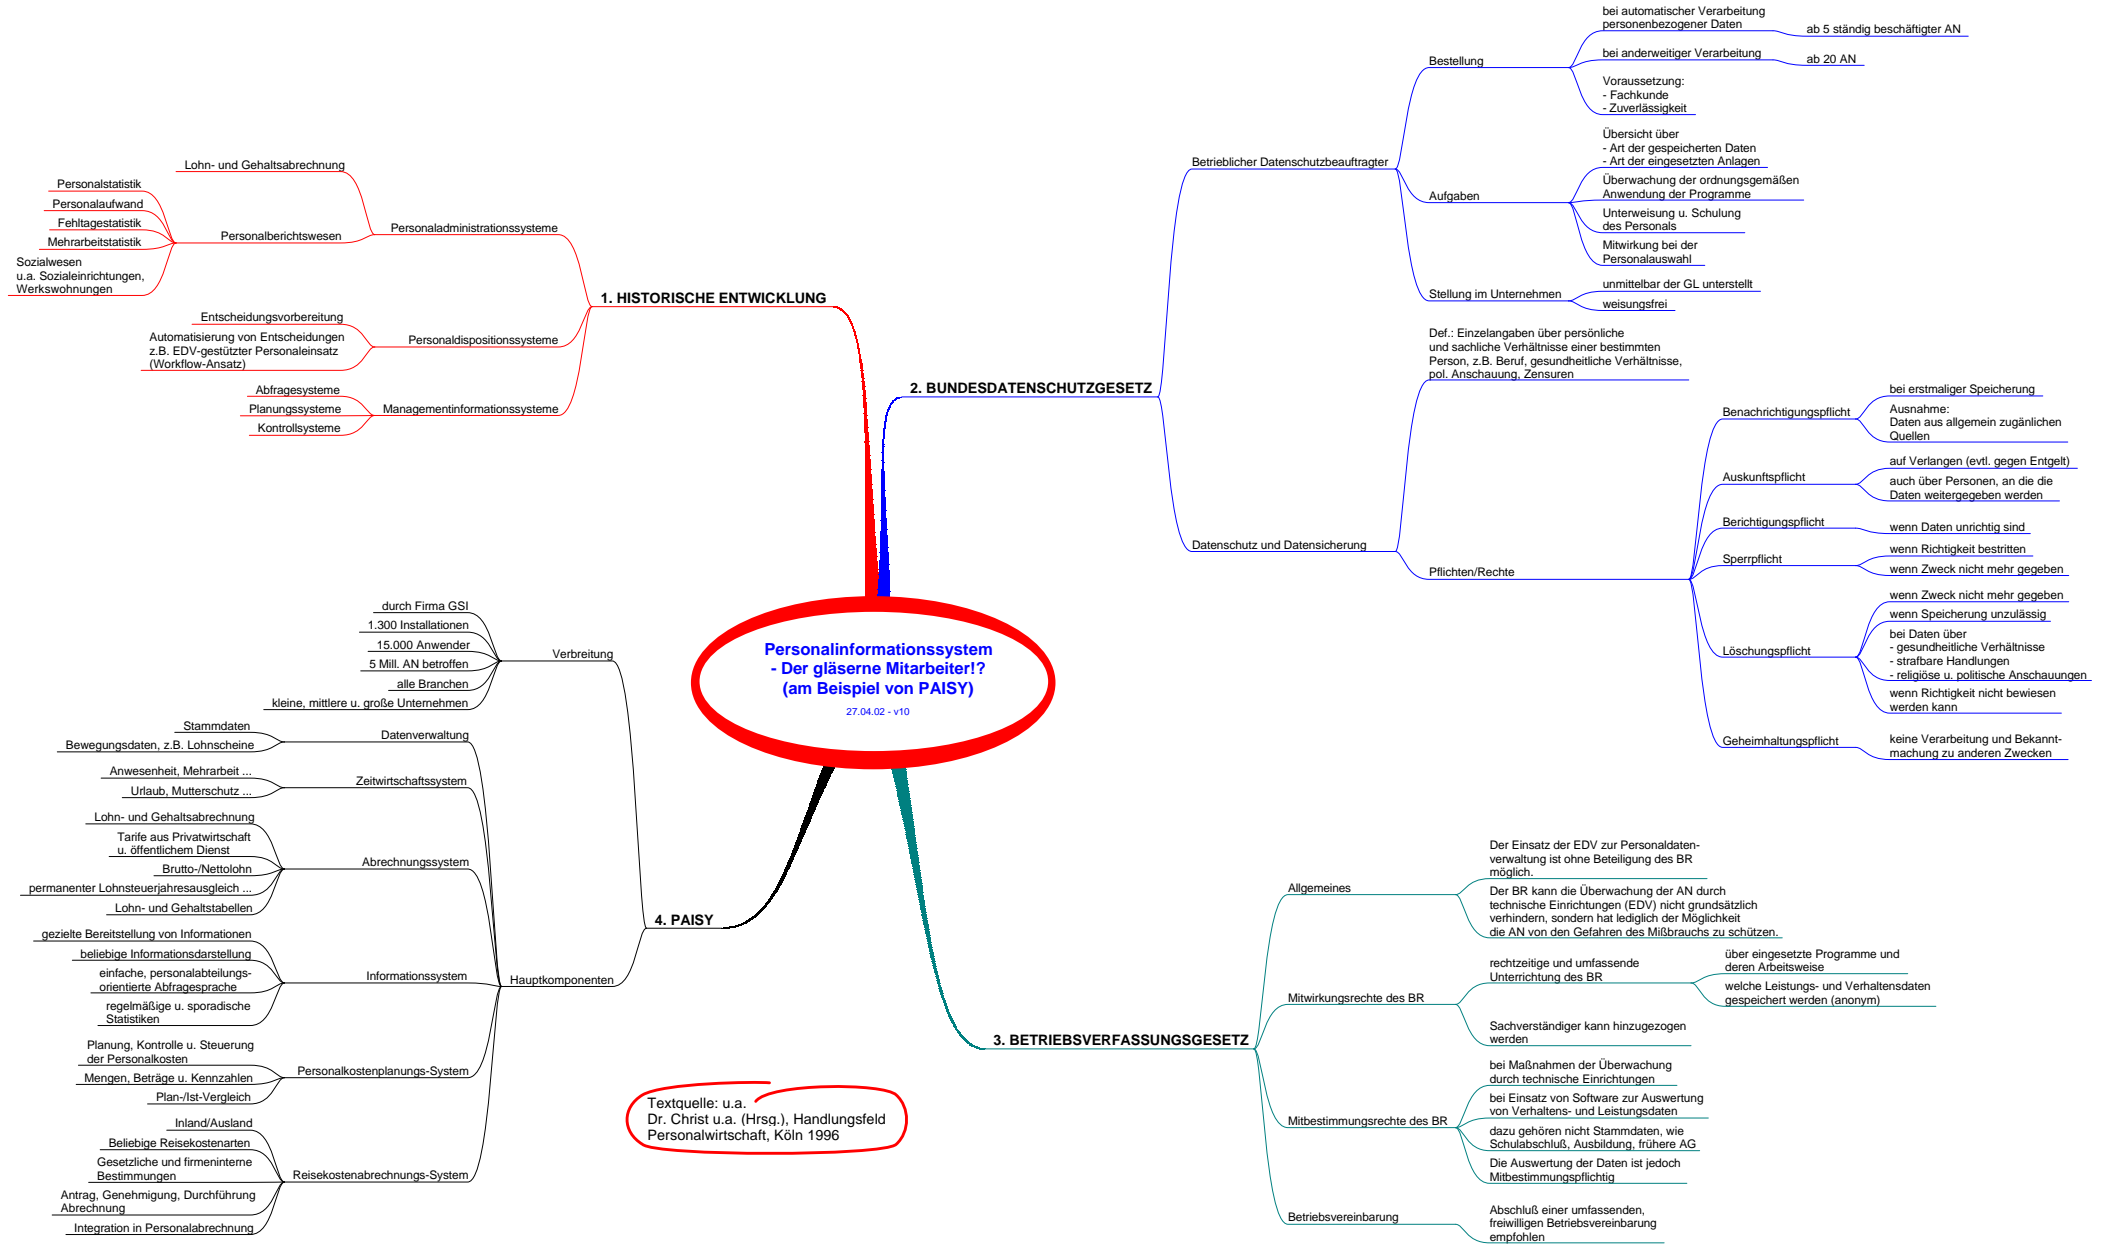 Personalinformationssystem
- Der gläserne Mitarbeiter!?
(am Beispiel von PAISY)
27.04.02 - v10
1. HISTORISCHE ENTWICKLUNG
Personaladministrationssysteme
Lohn- und Gehaltsabrechnung
Personalberichtswesen
Personalstatistik
Personalaufwand
Fehltagestatistik
Mehrarbeitstatistik
Sozialwesen
u.a. Sozialeinrichtungen,
Werkswohnungen
Personaldispositionssysteme
Entscheidungsvorbereitung
Automatisierung von Entscheidungen
z.B. EDV-gestützter Personaleinsatz
(Workflow-Ansatz)
Managementinformationssysteme
Abfragesysteme
Planungssysteme
Kontrollsysteme
2. BUNDESDATENSCHUTZGESETZ
Betrieblicher Datenschutzbeauftragter
Bestellung
bei automatischer Verarbeitung
personenbezogener Daten
ab 5 ständig beschäftigter AN
bei anderweitiger Verarbeitung
ab 20 AN
Voraussetzung:
- Fachkunde
- Zuverlässigkeit
Aufgaben
Übersicht über
- Art der gespeicherten Daten
- Art der eingesetzten Anlagen
Überwachung der ordnungsgemäßen
Anwendung der Programme
Unterweisung u. Schulung
des Personals
Mitwirkung bei der
Personalauswahl
Stellung im Unternehmen
unmittelbar der GL unterstellt
weisungsfrei
Datenschutz und Datensicherung
Def.: Einzelangaben über persönliche
und sachliche Verhältnisse einer bestimmten
Person, z.B. Beruf, gesundheitliche Verhältnisse,
pol. Anschauung, Zensuren
Pflichten/Rechte
Benachrichtigungspflicht
bei erstmaliger Speicherung
Ausnahme:
Daten aus allgemein zugänlichen
Quellen
Auskunftspflicht
auf Verlangen (evtl. gegen Entgelt)
auch über Personen, an die die
Daten weitergegeben werden
Berichtigungspflicht
wenn Daten unrichtig sind
Sperrpflicht
wenn Richtigkeit bestritten
wenn Zweck nicht mehr gegeben
Löschungspflicht
wenn Zweck nicht mehr gegeben
wenn Speicherung unzulässig
bei Daten über
- gesundheitliche Verhältnisse
- strafbare Handlungen
- religiöse u. politische Anschauungen
wenn Richtigkeit nicht bewiesen
werden kann
Geheimhaltungspflicht
keine Verarbeitung und Bekannt-
machung zu anderen Zwecken
3. BETRIEBSVERFASSUNGSGESETZ
Allgemeines
Der Einsatz der EDV zur Personaldaten-
verwaltung ist ohne Beteiligung des BR
möglich.
Der BR kann die Überwachung der AN durch
technische Einrichtungen (EDV) nicht grundsätzlich
verhindern, sondern hat lediglich der Möglichkeit
die AN von den Gefahren des Mißbrauchs zu schützen.
Mitwirkungsrechte des BR
rechtzeitige und umfassende
Unterrichtung des BR
über eingesetzte Programme und
deren Arbeitsweise
welche Leistungs- und Verhaltensdaten
gespeichert werden (anonym)
Sachverständiger kann hinzugezogen
werden
Mitbestimmungsrechte des BR
bei Maßnahmen der Überwachung
durch technische Einrichtungen
bei Einsatz von Software zur Auswertung
von Verhaltens- und Leistungsdaten
dazu gehören nicht Stammdaten, wie
Schulabschluß, Ausbildung, frühere AG
Die Auswertung der Daten ist jedoch
Mitbestimmungspflichtig
Betriebsvereinbarung
Abschluß einer umfassenden,
freiwilligen Betriebsvereinbarung
empfohlen
4. PAISY
Verbreitung
durch Firma GSI
1.300 Installationen
15.000 Anwender
5 Mill. AN betroffen
alle Branchen
kleine, mittlere u. große Unternehmen
Hauptkomponenten
Datenverwaltung
Stammdaten
Bewegungsdaten, z.B. Lohnscheine
Zeitwirtschaftssystem
Anwesenheit, Mehrarbeit ...
Urlaub, Mutterschutz ...
Abrechnungssystem
Lohn- und Gehaltsabrechnung
Tarife aus Privatwirtschaft
u. öffentlichem Dienst
Brutto-/Nettolohn
permanenter Lohnsteuerjahresausgleich ...
Lohn- und Gehaltstabellen
Informationssystem
gezielte Bereitstellung von Informationen
beliebige Informationsdarstellung
einfache, personalabteilungs-
orientierte Abfragesprache
regelmäßige u. sporadische
Statistiken
Personalkostenplanungs-System
Planung, Kontrolle u. Steuerung
der Personalkosten
Mengen, Beträge u. Kennzahlen
Plan-/Ist-Vergleich
Reisekostenabrechnungs-System
Inland/Ausland
Beliebige Reisekostenarten
Gesetzliche und firmeninterne
Bestimmungen
Antrag, Genehmigung, Durchführung
Abrechnung
Integration in Personalabrechnung
Textquelle: u.a.
Dr. Christ u.a. (Hrsg.), Handlungsfeld
Personalwirtschaft, Köln 1996